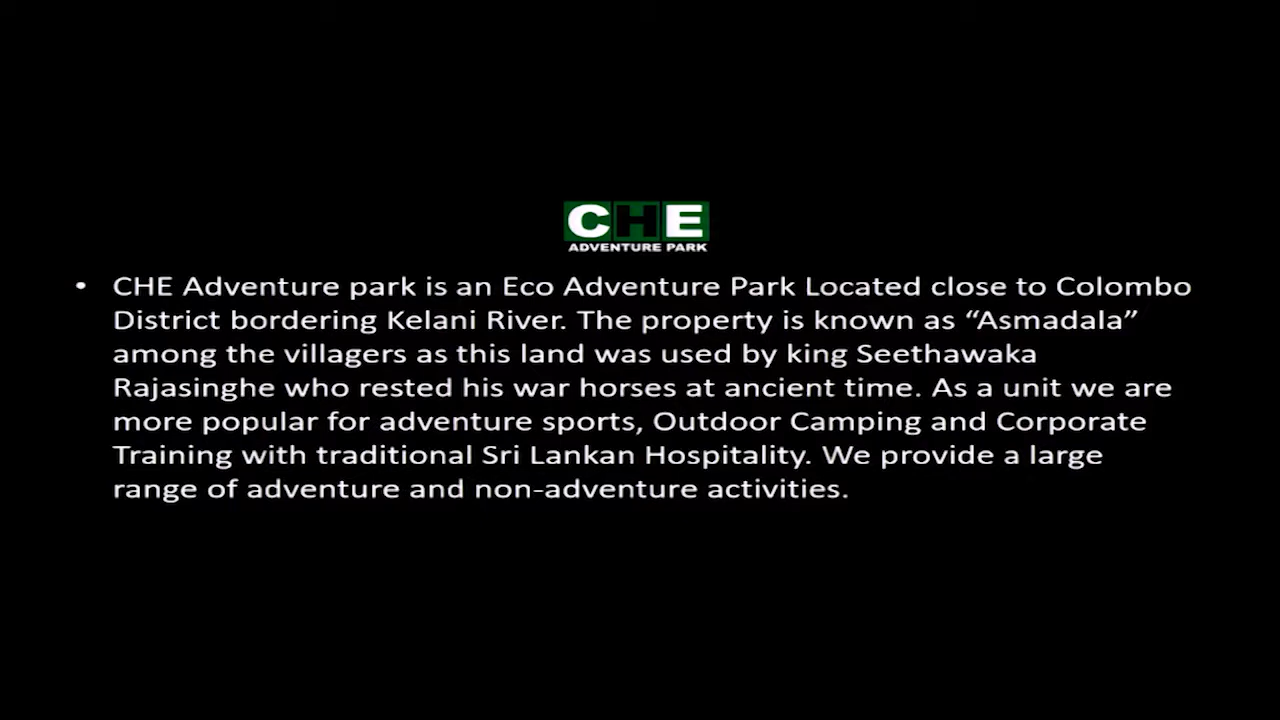 CHE
ADVENTURE PARK
• CHE Adventure park is an Eco Adventure Park Located close to Colombo
District bordering Kelani River. The property is known as “Asmadala”
among the villagers as this land was used by king Seethawaka
Rajasinghe who rested his war horses at ancient time. As a unit we are
more popular for adventure sports, Outdoor Camping and Corporate
Training with traditional Sri Lankan Hospitality. We provide a large
range of adventure and non-adventure activities.